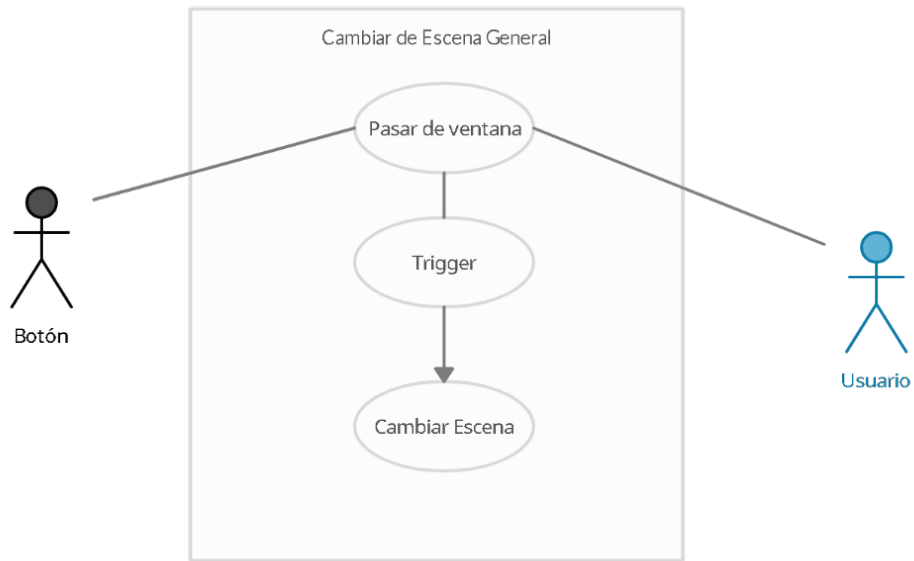 Cambiar de Escena General
Pasar de ventana
Trigger
Botón
Usuario
Cambiar Escena